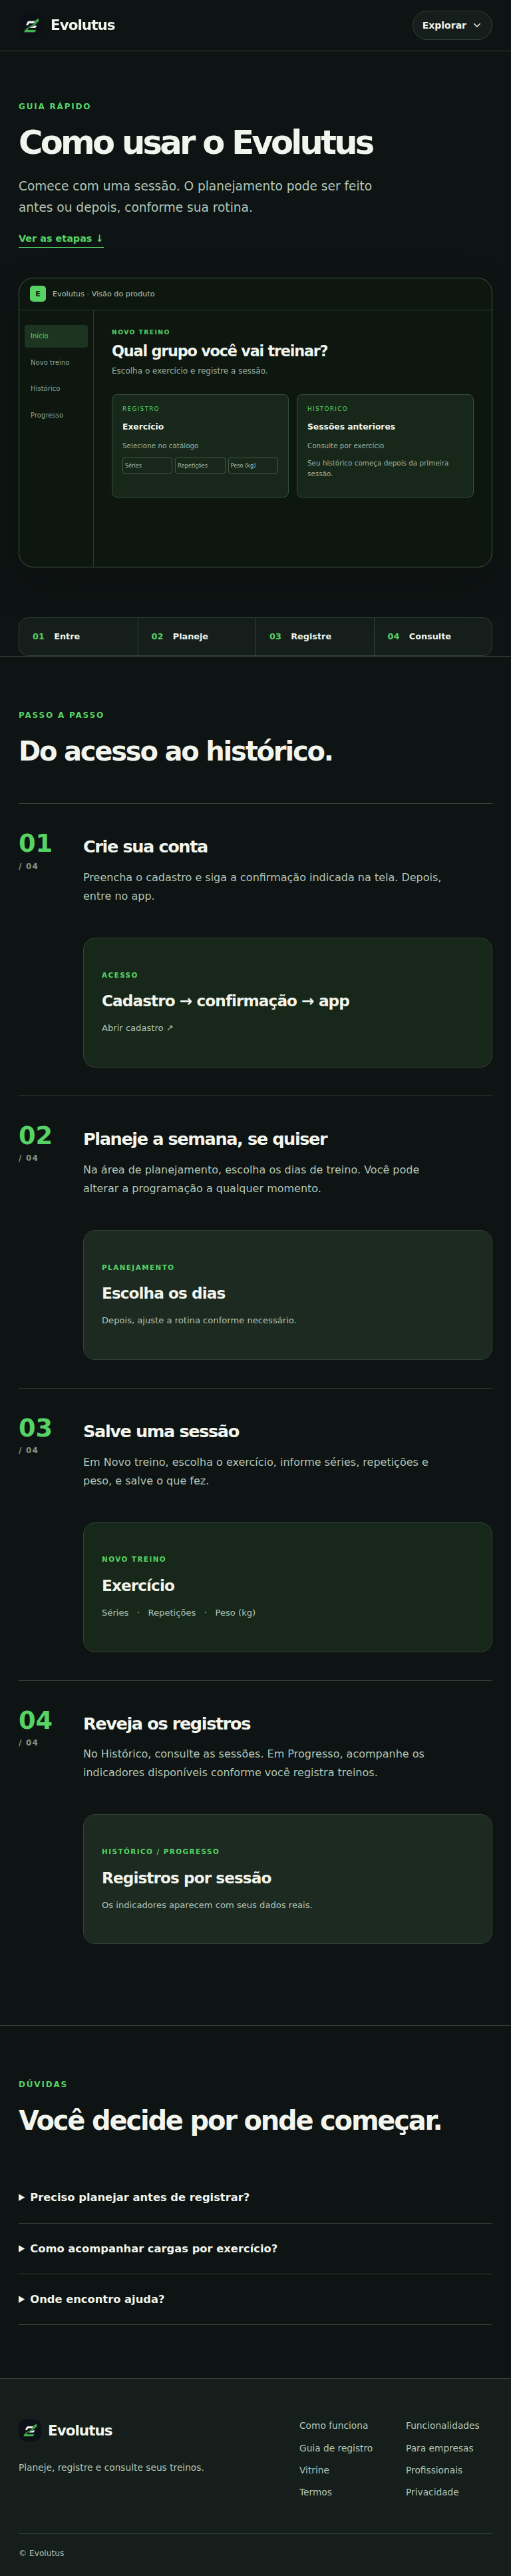 Evolutus
Explorar
GUIA RÁPIDO
Como usar o Evolutus
Comece com uma sessão. O planejamento pode ser feito
antes ou depois, conforme sua rotina.
Ver as etapas ↓
E
Evolutus · Visão do produto
Início
Novo treino
Histórico
Progresso
NOVO TREINO
Qual grupo você vai treinar?
Escolha o exercício e registre a sessão.
REGISTRO
Exercício
Selecione no catálogo
Séries
Repetições
Peso (kg)
HISTÓRICO
Sessões anteriores
Consulte por exercício
Seu histórico começa depois da primeira
sessão.
01 Entre
02 Planeje
03 Registre
04 Consulte
PASSO A PASSO
Do acesso ao histórico.
01
/ 04
Crie sua conta
Preencha o cadastro e siga a confirmação indicada na tela. Depois,
entre no app.
ACESSO
Cadastro → confirmação → app
Abrir cadastro ↗
02
/ 04
Planeje a semana, se quiser
Na área de planejamento, escolha os dias de treino. Você pode
alterar a programação a qualquer momento.
PLANEJAMENTO
Escolha os dias
Depois, ajuste a rotina conforme necessário.
03
/ 04
Salve uma sessão
Em Novo treino, escolha o exercício, informe séries, repetições e
peso, e salve o que fez.
NOVO TREINO
Exercício
Séries · Repetições · Peso (kg)
04
/ 04
Reveja os registros
No Histórico, consulte as sessões. Em Progresso, acompanhe os
indicadores disponíveis conforme você registra treinos.
HISTÓRICO / PROGRESSO
Registros por sessão
Os indicadores aparecem com seus dados reais.
DÚVIDAS
Você decide por onde começar.
▶ Preciso planejar antes de registrar?
▶ Como acompanhar cargas por exercício?
▶ Onde encontro ajuda?
Evolutus
Planeje, registre e consulte seus treinos.
Como funciona
Guia de registro
Vitrine
Termos
Funcionalidades
Para empresas
Profissionais
Privacidade
© Evolutus